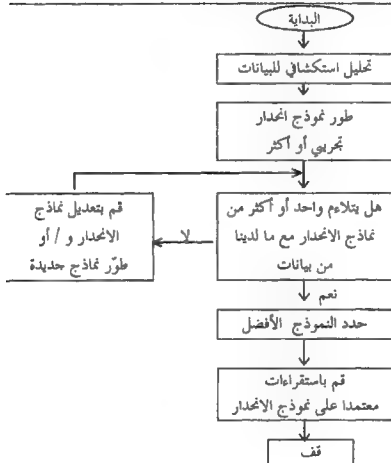 البداية
تحليل استكشافي للبيانات
طور نموذج انحدار
تجريبي أو أكثر
هل يتلاءم واحد أو أكثر من
نماذج الانحدار مع ما لدينا
من بيانات
لا
قم بتعديل نماذج
الانحدار و / أو
طوّر نماذج جديدة
نعم
حدد النموذج الأفضل
قم باستقراءات
معتمدا على نموذج الانحدار
قف